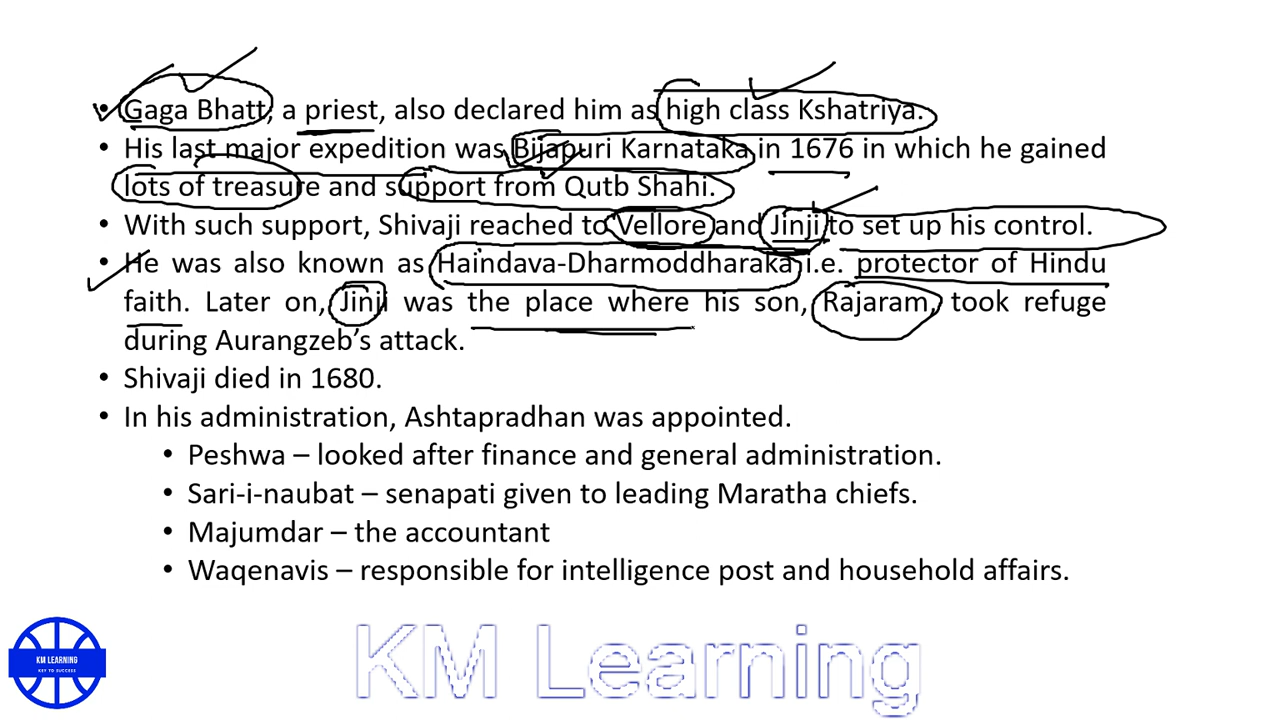 • Gaga Bhatt, a priest, also declared him as high class Kshatriya.
• His last major expedition was Bijapuri Karnataka in 1676 in which he gained
lots of treasure and support from Qutb Shahi.
• With such support, Shivaji reached to Vellore and Jinji to set up his control.
• He was also known as Haindava-Dharmoddharaka i.e. protector of Hindu
faith. Later on, Jinji was the place where his son, Rajaram, took refuge
during Aurangzeb’s attack.
• Shivaji died in 1680.
• In his administration, Ashtapradhan was appointed.
• Peshwa – looked after finance and general administration.
• Sari-i-naubat – senapati given to leading Maratha chiefs.
• Majumdar – the accountant
• Waqenavis – responsible for intelligence post and household affairs.
KM LEARNING
KEY TO SUCCESS
KM Learning